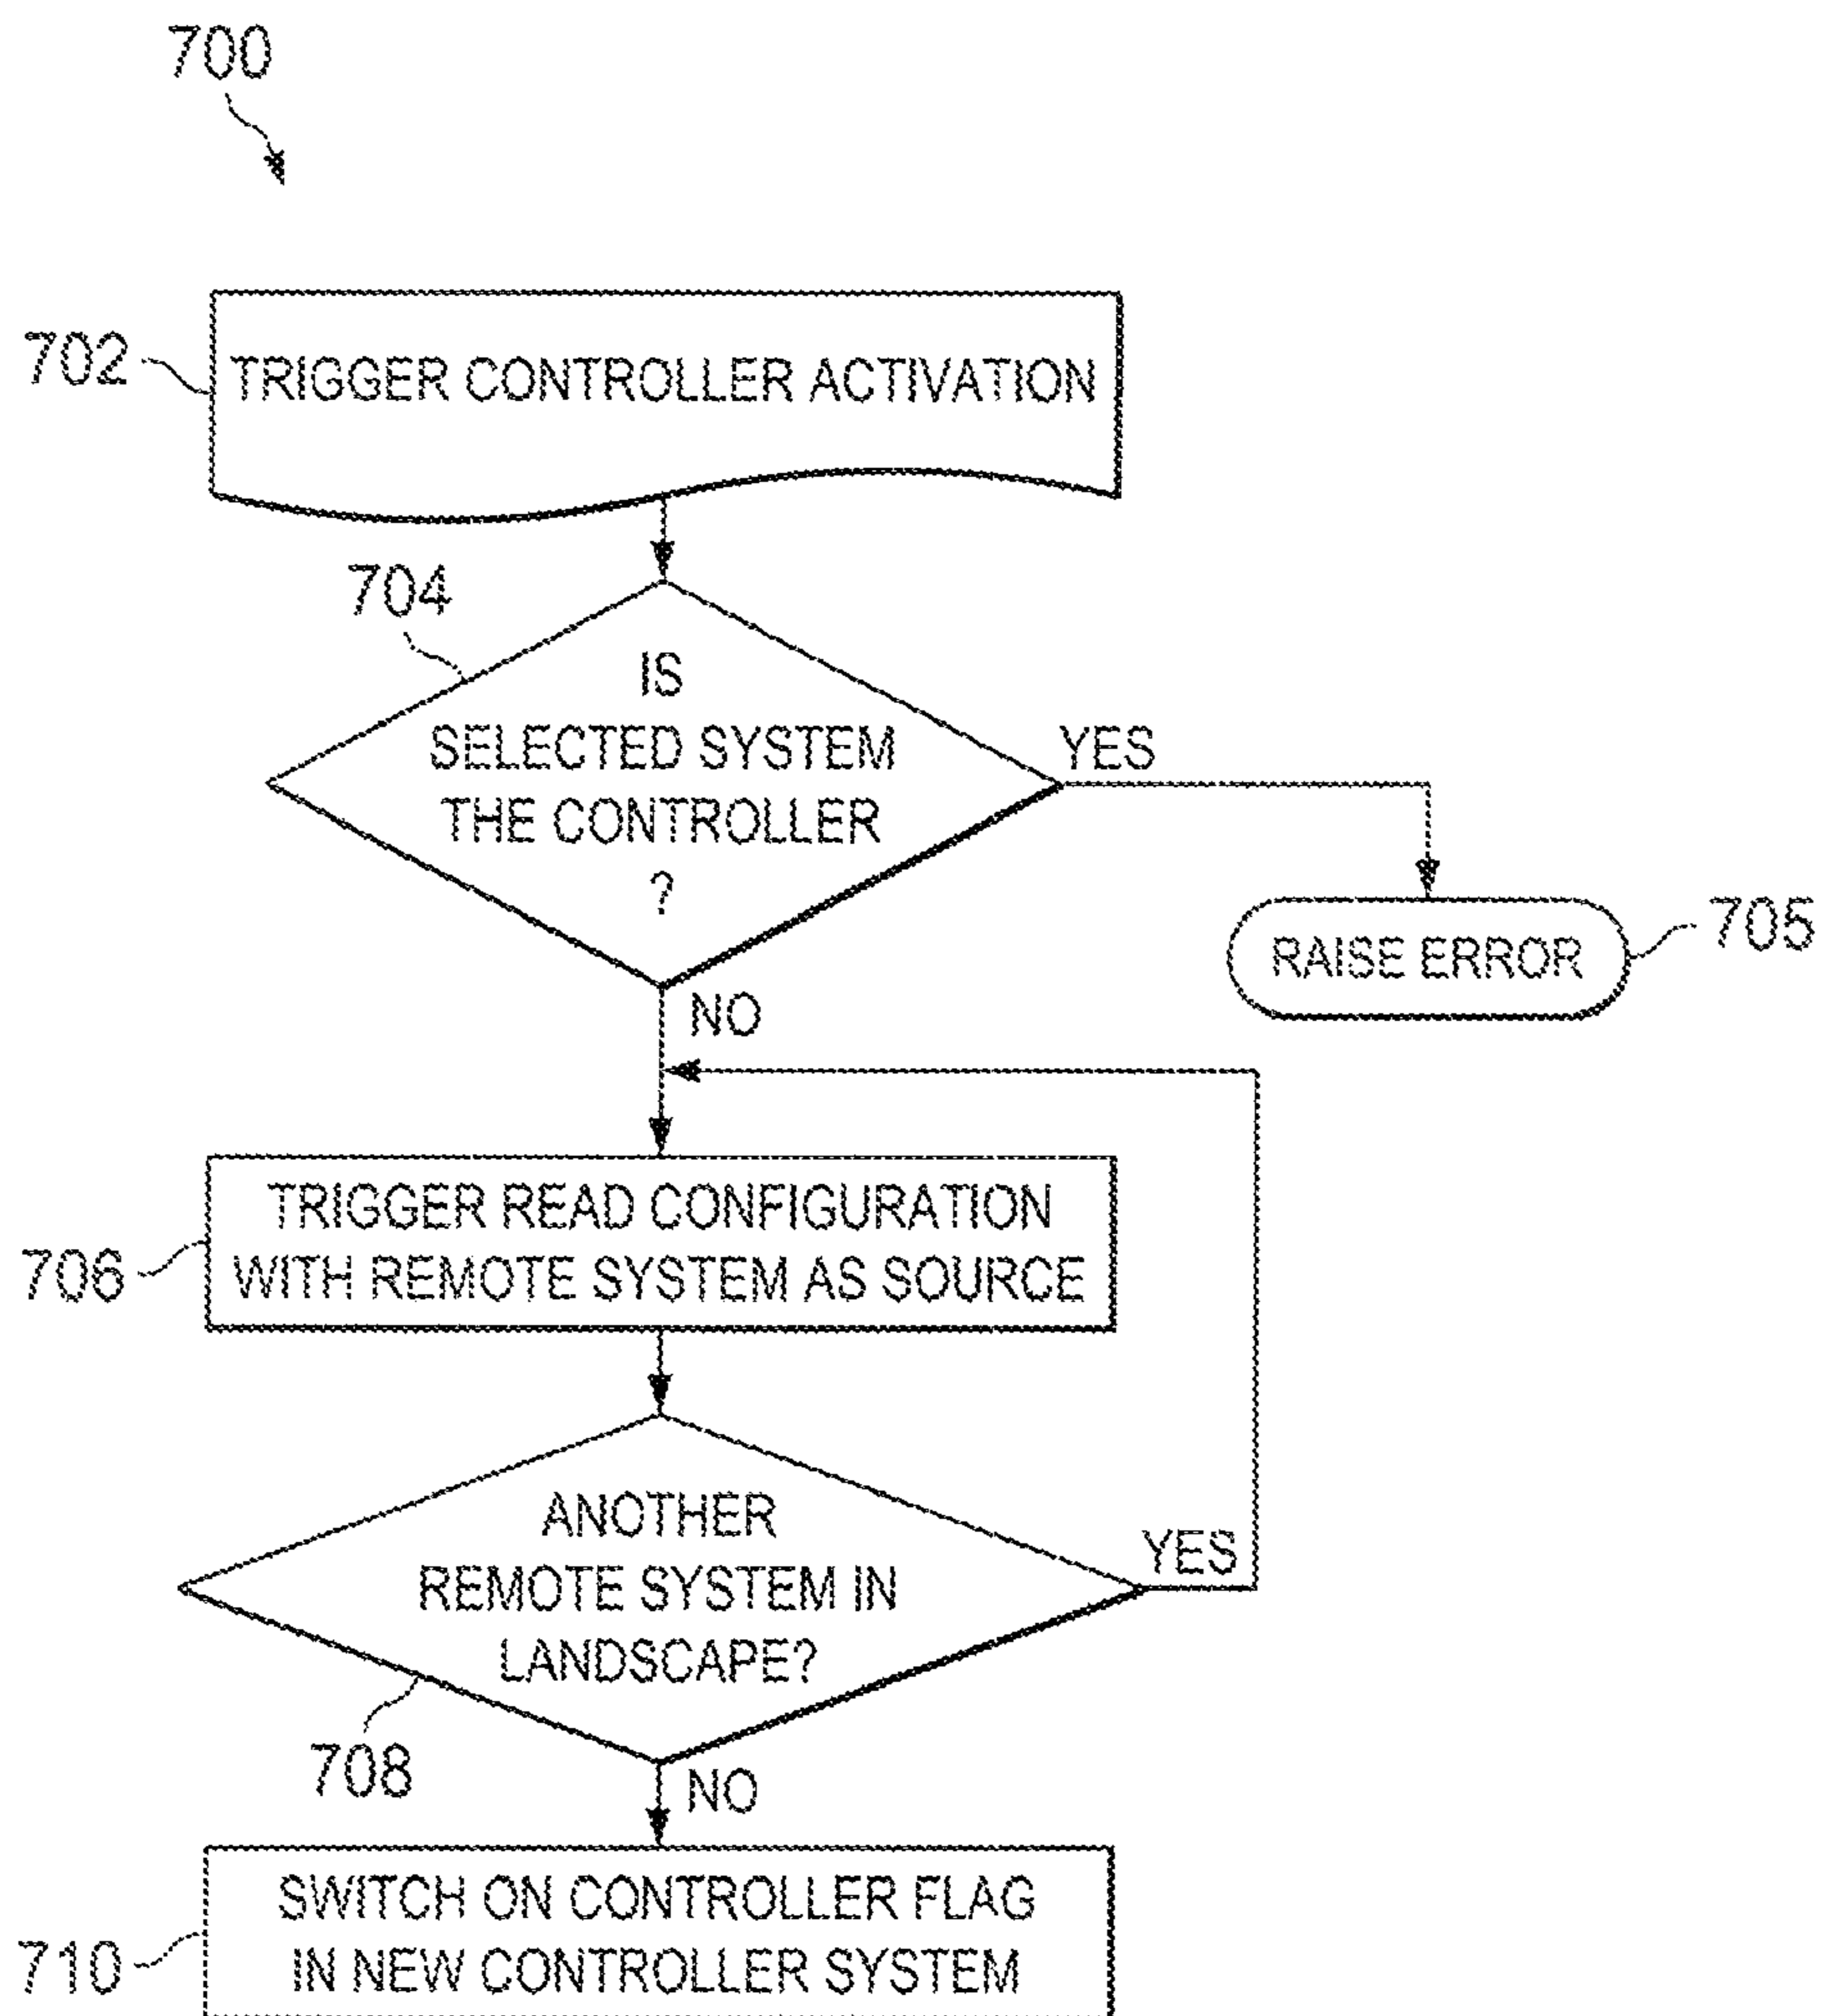 700
702
TRIGGER CONTROLLER ACTIVATION
704
IS
SELECTED SYSTEM
THE CONTROLLER
?
YES
RAISE ERROR
705
NO
706
TRIGGER READ CONFIGURATION
WITH REMOTE SYSTEM AS SOURCE
ANOTHER
REMOTE SYSTEM IN
LANDSCAPE?
YES
708
NO
710
SWITCH ON CONTROLLER FLAG
IN NEW CONTROLLER SYSTEM